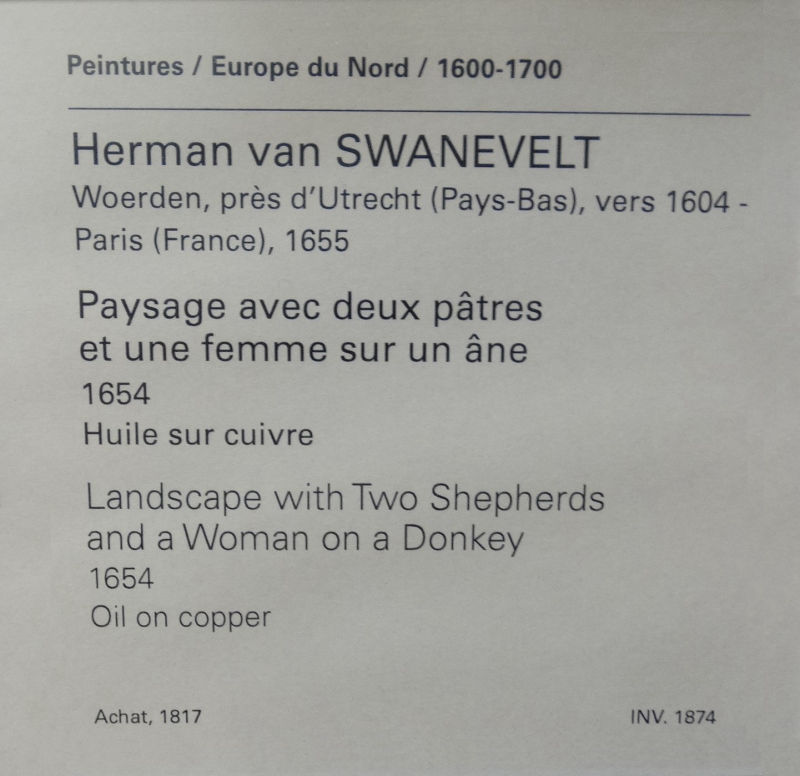 Peintures / Europe du Nord / 1600-1700
Herman van SWANEVELT
Woerden, près d'Utrecht (Pays-Bas), vers 1604 -
Paris (France), 1655
Paysage avec deux pâtres
et une femme sur un âne
1654
Huile sur cuivre
Landscape with Two Shepherds
and a Woman on a Donkey
1654
Oil on copper
Achat, 1817 INV. 1874